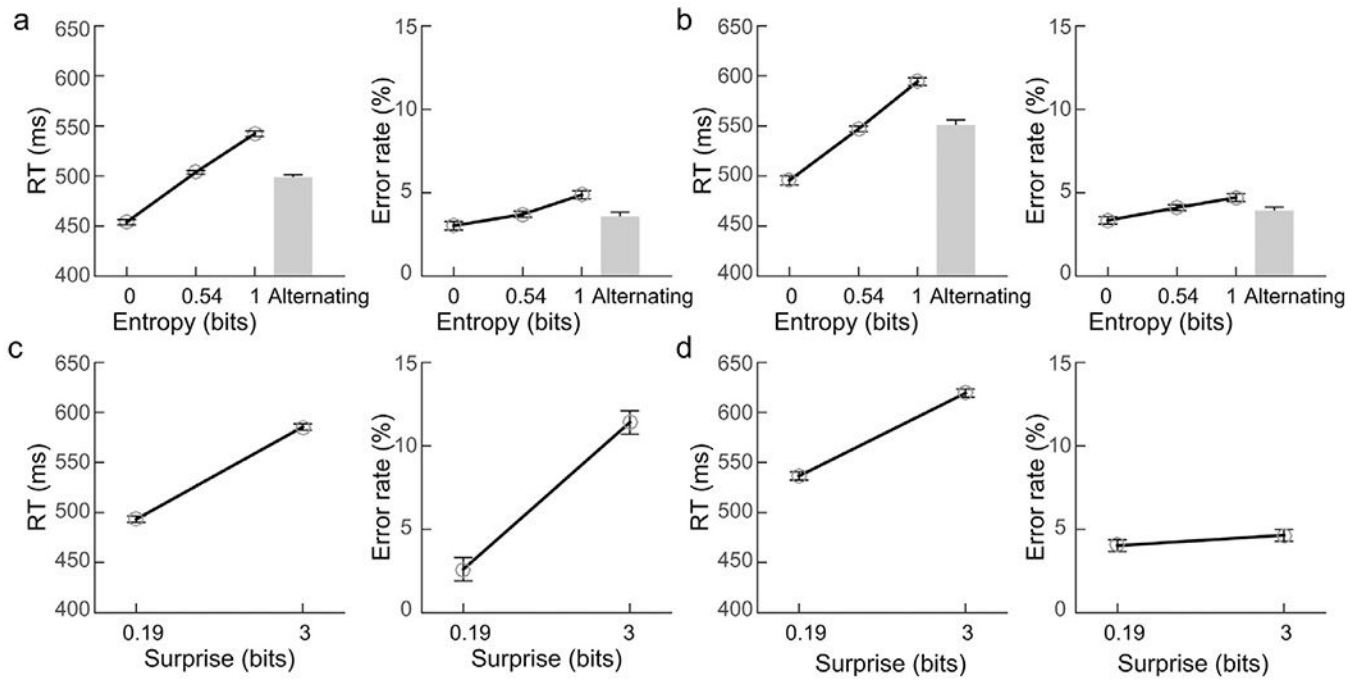 a
650
600
550
500
450
400
RT (ms)
0 0.54 1 Alternating
Entropy (bits)
15
10
5
0
Error rate (%)
0 0.54 1 Alternating
Entropy (bits)
b
650
600
550
500
450
400
RT (ms)
0 0.54 1 Alternating
Entropy (bits)
15
10
5
0
Error rate (%)
0 0.54 1 Alternating
Entropy (bits)
c
650
600
550
500
450
400
RT (ms)
0.19 3
Surprise (bits)
15
10
5
0
Error rate (%)
0.19 3
Surprise (bits)
d
650
600
550
500
450
400
RT (ms)
0.19 3
Surprise (bits)
15
10
5
0
Error rate (%)
0.19 3
Surprise (bits)